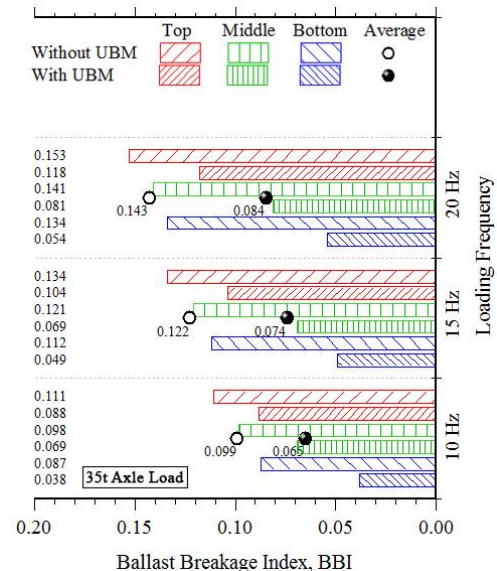 Top Middle Bottom Average
Without UBM
With UBM
0.153
0.118
0.141
0.081
0.143
0.084
0.134
0.054
20 Hz
0.134
0.104
0.121
0.069
0.122
0.074
0.112
0.049
15 Hz
Loading Frequency
0.111
0.088
0.098
0.069
0.099
0.065
0.087
0.038
10 Hz
35t Axle Load
0.20 0.15 0.10 0.05 0.00
Ballast Breakage Index, BBI